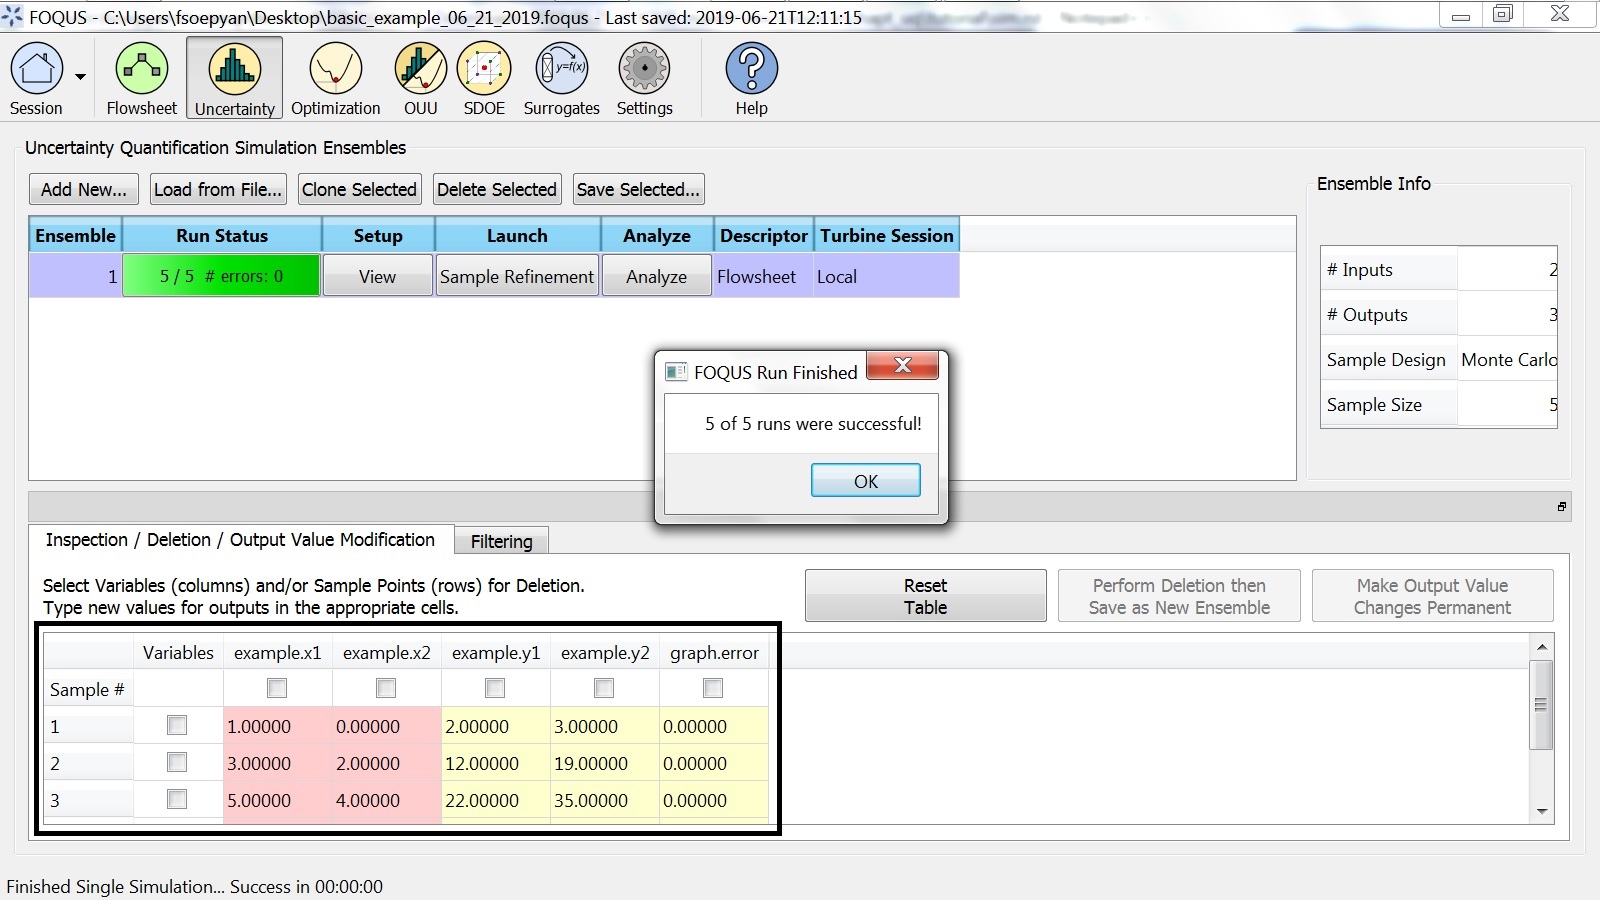 FOQUS - C:\Users\fsoepyan\Desktop\basic_example_06_21_2019.foqus - Last saved: 2019-06-21T12:11:15
Session
Flowsheet
Uncertainty
Optimization
OUU
SDOE
y=f(x)
Surrogates
Settings
Help
Uncertainty Quantification Simulation Ensembles
Add New... Load from File... Clone Selected Delete Selected Save Selected...
Ensemble Run Status Setup Launch Analyze Descriptor Turbine Session
1 5 / 5 # errors: 0 View Sample Refinement Analyze Flowsheet Local
Ensemble Info
# Inputs 2
# Outputs 3
Sample Design Monte Carlo
Sample Size 5
FOQUS Run Finished
5 of 5 runs were successful!
OK
Inspection / Deletion / Output Value Modification Filtering
Select Variables (columns) and/or Sample Points (rows) for Deletion.
Type new values for outputs in the appropriate cells.
Reset
Table
Perform Deletion then
Save as New Ensemble
Make Output Value
Changes Permanent
Variables example.x1 example.x2 example.y1 example.y2 graph.error
Sample #
1 1.00000 0.00000 2.00000 3.00000 0.00000
2 3.00000 2.00000 12.00000 19.00000 0.00000
3 5.00000 4.00000 22.00000 35.00000 0.00000
Finished Single Simulation... Success in 00:00:00